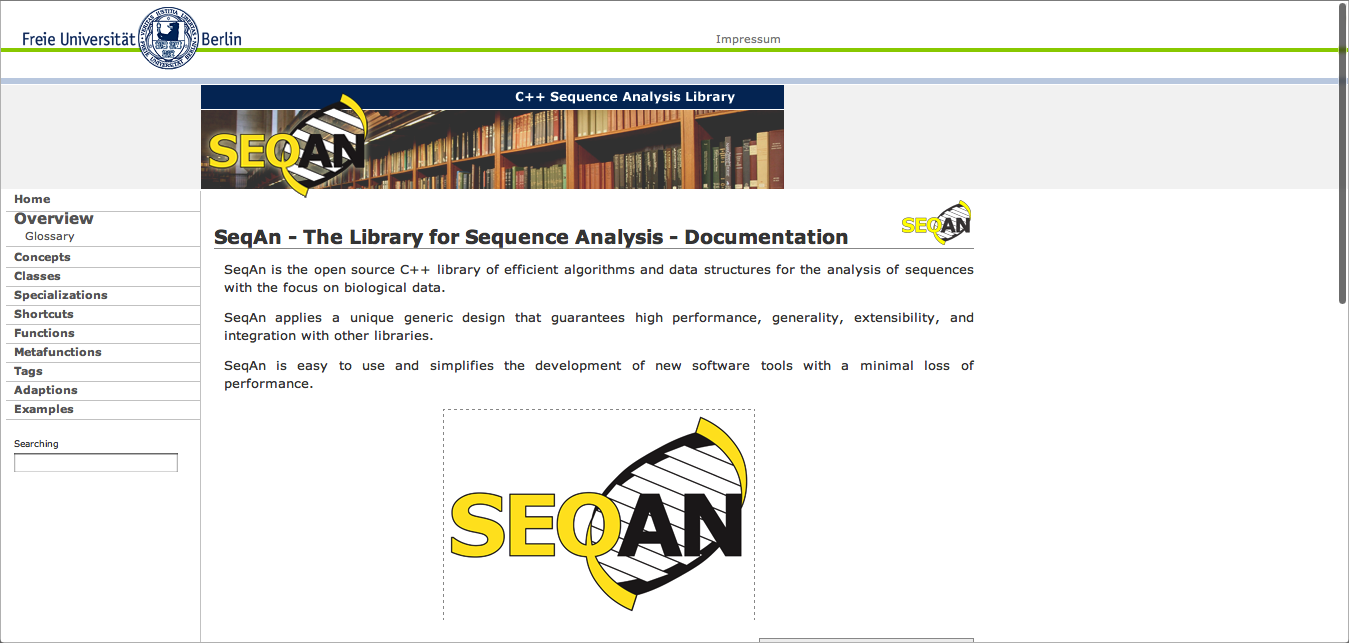 Freie Universität Berlin
Impressum
C++ Sequence Analysis Library
SEQAN
Home
Overview
Glossary
Concepts
Classes
Specializations
Shortcuts
Functions
Metafunctions
Tags
Adaptions
Examples
Searching
SEQAN
SeqAn - The Library for Sequence Analysis - Documentation
SeqAn is the open source C++ library of efficient algorithms and data structures for the analysis of sequences
with the focus on biological data.
SeqAn applies a unique generic design that guarantees high performance, generality, extensibility, and
integration with other libraries.
SeqAn is easy to use and simplifies the development of new software tools with a minimal loss of
performance.
SEQAN